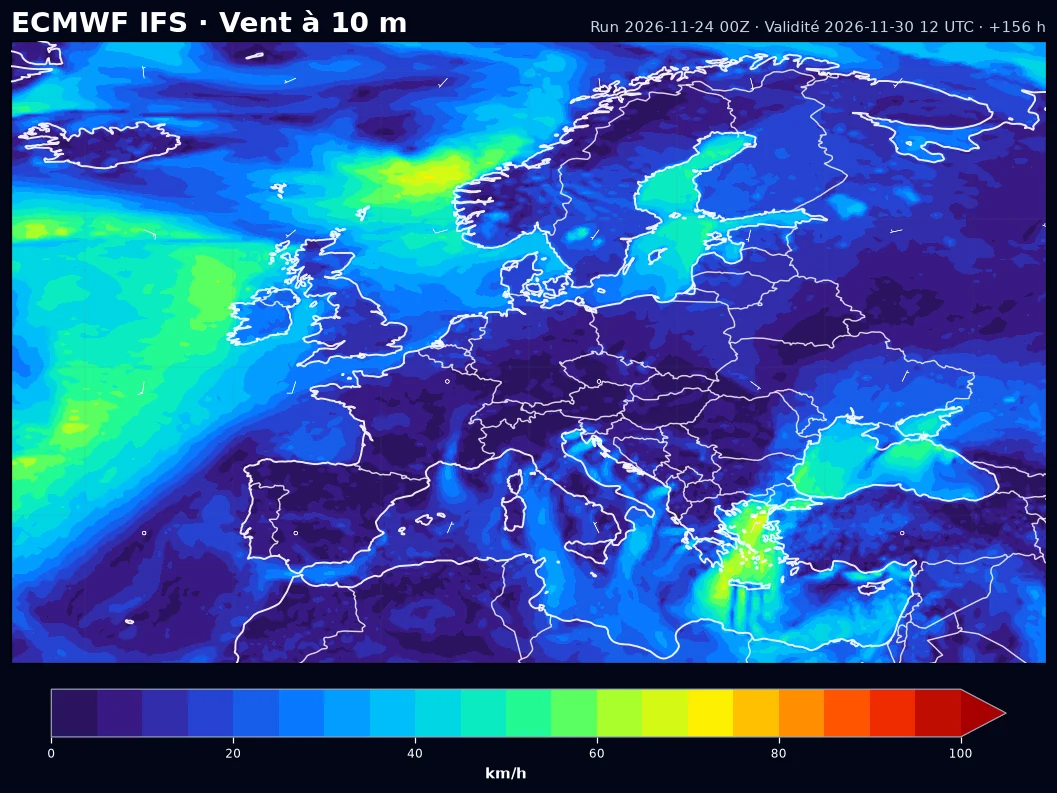 ECMWF IFS · Vent à 10 m
Run 2026-11-24 00Z · Validité 2026-11-30 12 UTC · +156 h
0 20 40 60 80 100
km/h